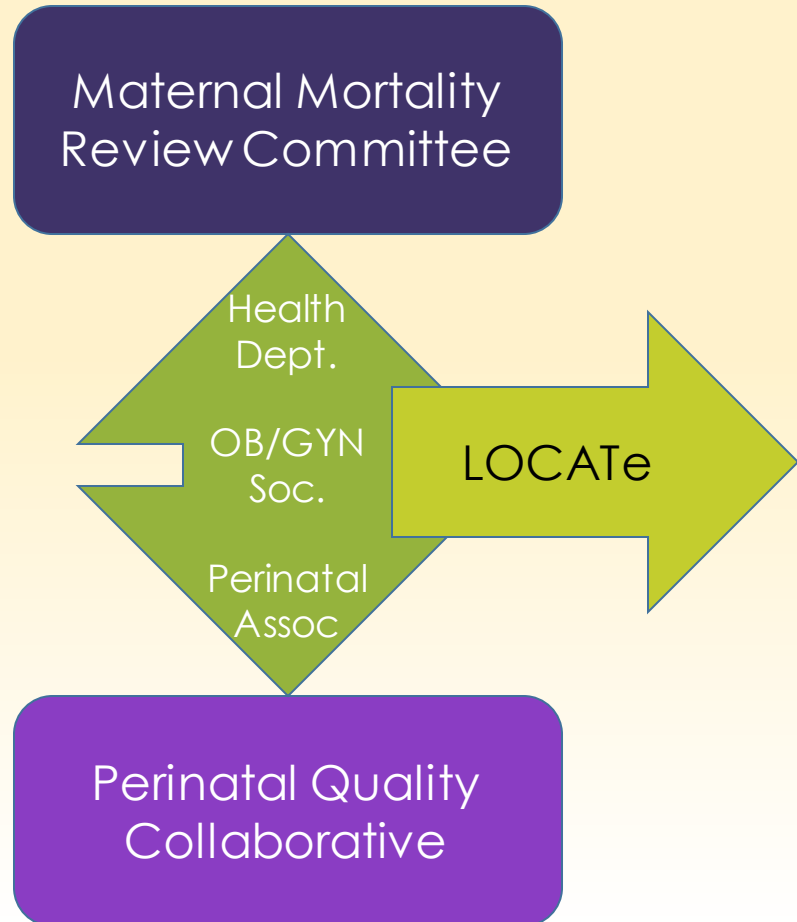 Maternal Mortality
Review Committee
Health
Dept.
OB/GYN
Soc.
Perinatal
Assoc
LOCATe
Perinatal Quality
Collaborative